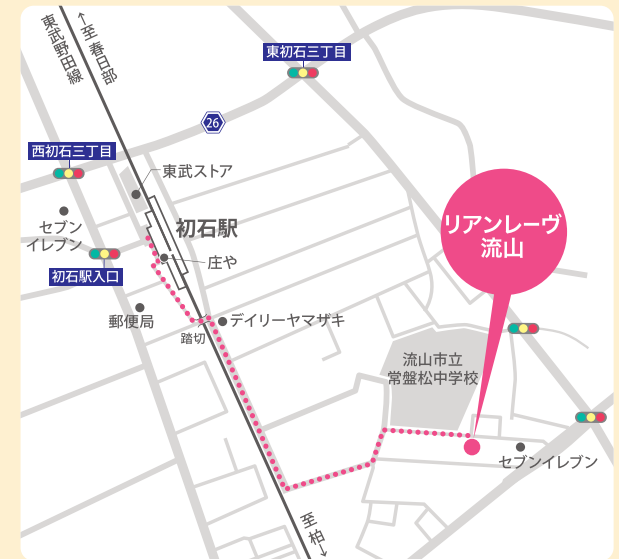 東武野田線
←至春日部
東初石三丁目
26
西初石三丁目
東武ストア
セブン
イレブン
初石駅
リアンレーヴ
流山
庄や
初石駅入口
郵便局
デイリーヤマザキ
踏切
流山市立
常盤松中学校
セブンイレブン
至柏→